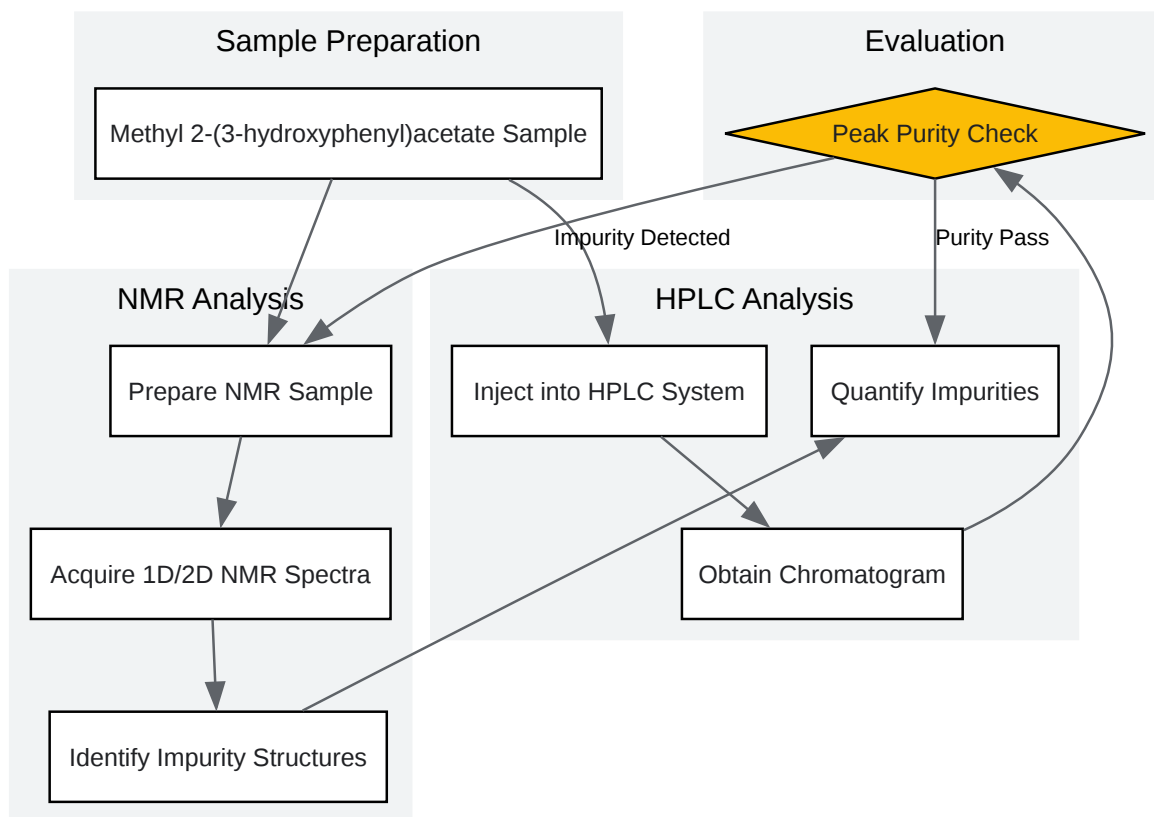 Sample Preparation
Evaluation
Methyl 2-(3-hydroxyphenyl)acetate Sample
Peak Purity Check
Impurity Detected
Purity Pass
NMR Analysis
HPLC Analysis
Prepare NMR Sample
Inject into HPLC System
Quantify Impurities
Acquire 1D/2D NMR Spectra
Obtain Chromatogram
Identify Impurity Structures